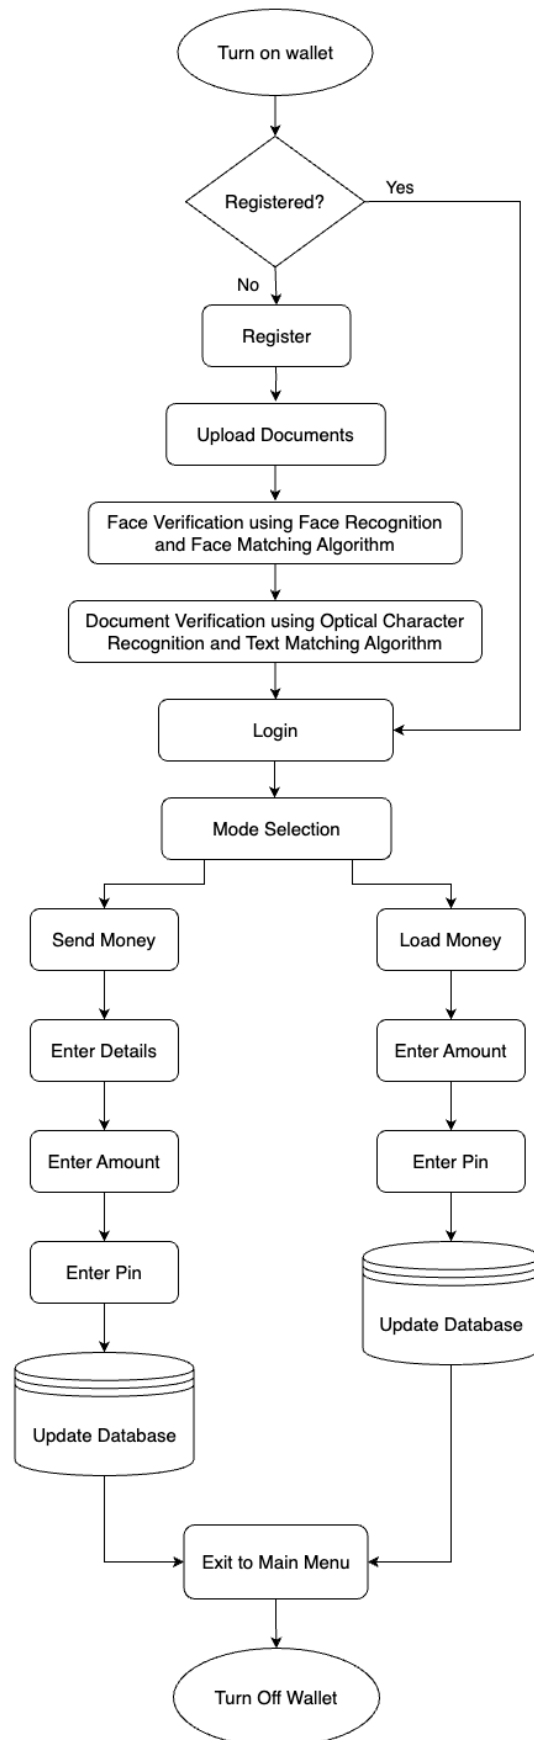 Turn on wallet
Registered?
Yes
No
Register
Upload Documents
Face Verification using Face Recognition
and Face Matching Algorithm
Document Verification using Optical Character
Recognition and Text Matching Algorithm
Login
Mode Selection
Send Money
Load Money
Enter Details
Enter Amount
Enter Amount
Enter Pin
Enter Pin
Update Database
Update Database
Exit to Main Menu
Turn Off Wallet